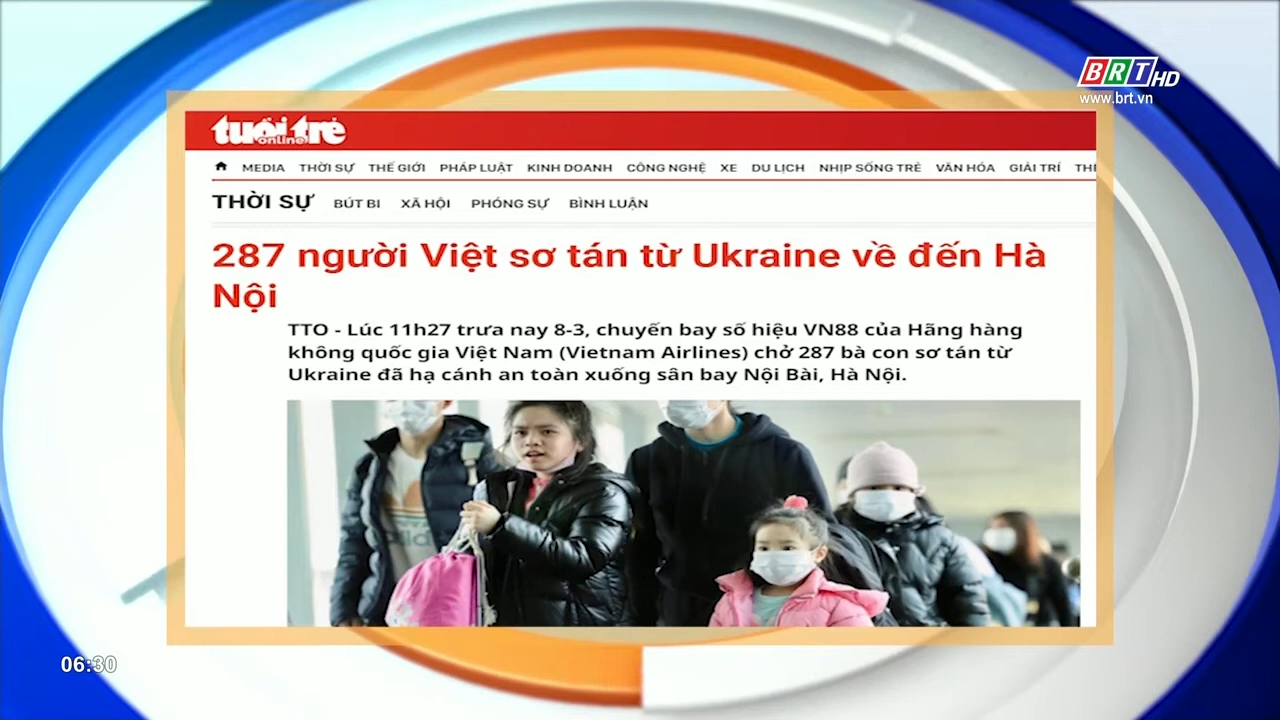 BRT HD
www.brt.vn
tuổi trẻ
online
MEDIA THỜI SỰ THẾ GIỚI PHÁP LUẬT KINH DOANH CÔNG NGHỆ XE DU LỊCH NHỊP SỐNG TRẺ VĂN HÓA GIẢI TRÍ
THỜI SỰ BÚT BI XÃ HỘI PHÓNG SỰ BÌNH LUẬN
287 người Việt sơ tán từ Ukraine về đến Hà
Nội
TTO - Lúc 11h27 trưa nay 8-3, chuyến bay số hiệu VN88 của Hãng hàng
không quốc gia Việt Nam (Vietnam Airlines) chở 287 bà con sơ tán từ
Ukraine đã hạ cánh an toàn xuống sân bay Nội Bài, Hà Nội.
06:30